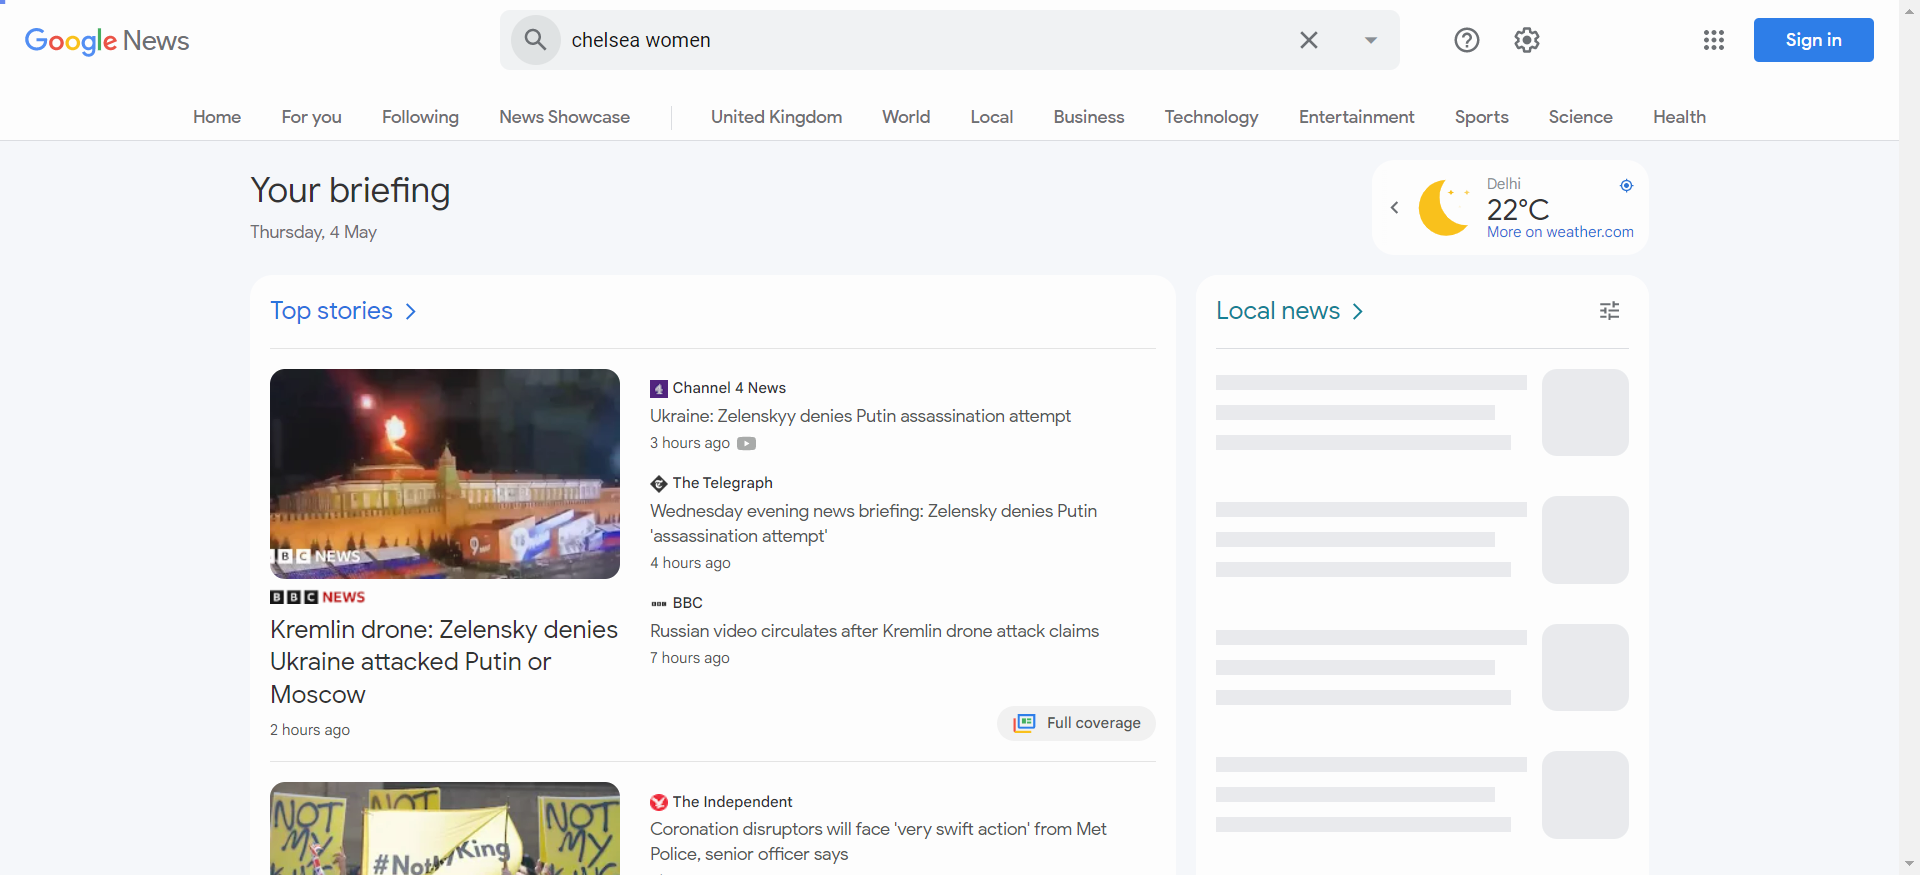 Google News
chelsea women
Sign in
Home For you Following News Showcase United Kingdom World Local Business Technology Entertainment Sports Science Health
Your briefing
Thursday, 4 May
Delhi
22°C
More on weather.com
Top stories
BBC NEWS
BBC NEWS
Kremlin drone: Zelensky denies
Ukraine attacked Putin or
Moscow
2 hours ago
Channel 4 News
Ukraine: Zelenskyy denies Putin assassination attempt
3 hours ago
The Telegraph
Wednesday evening news briefing: Zelensky denies Putin
'assassination attempt'
4 hours ago
BBC
Russian video circulates after Kremlin drone attack claims
7 hours ago
Full coverage
NOT
MY
NOT
#NotMyKing
NOT
MY
The Independent
Coronation disruptors will face 'very swift action' from Met
Police, senior officer says
Local news